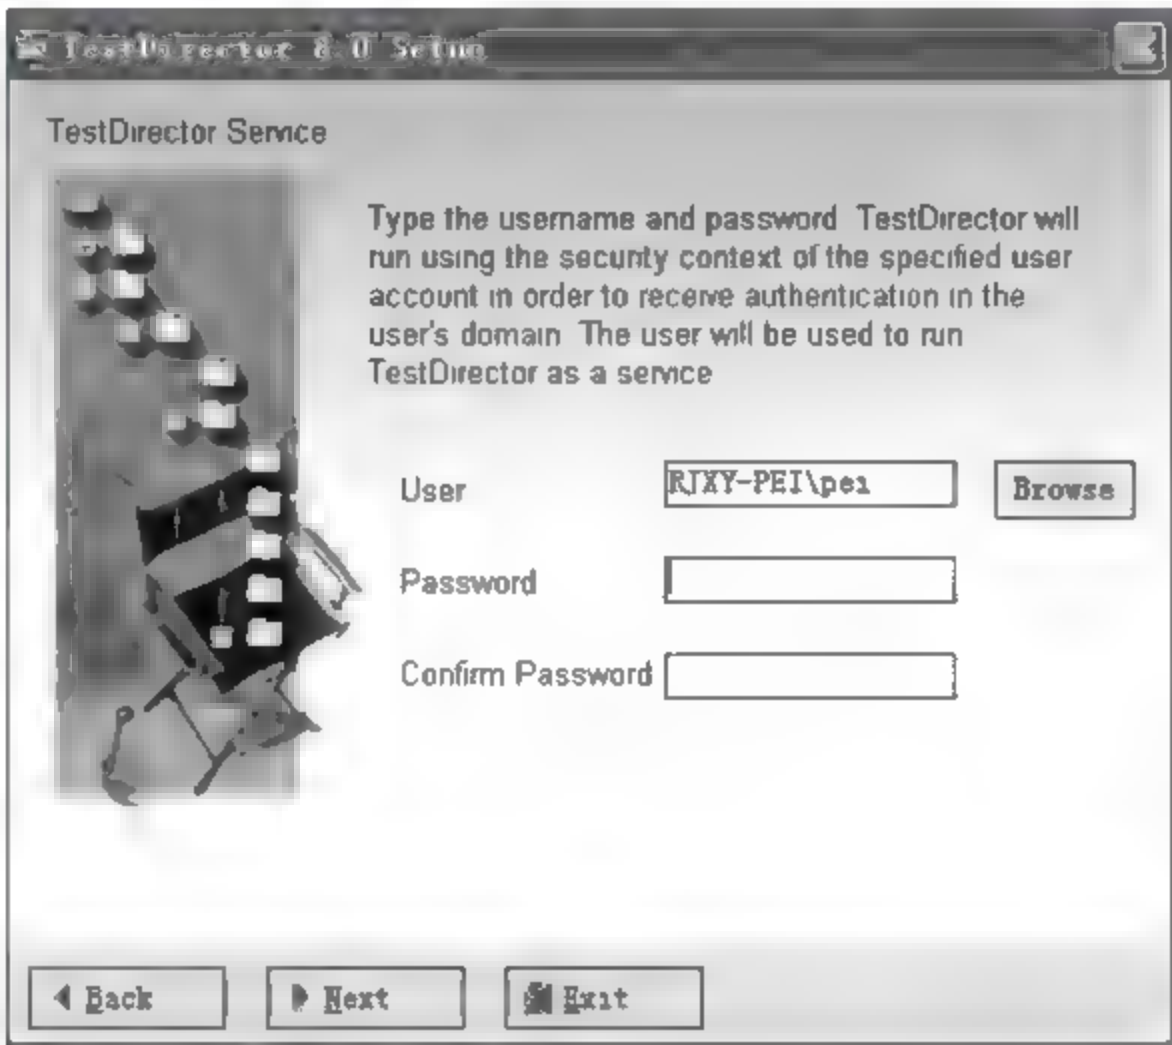 TestDirector 8.0 Setup
TestDirector Service
Type the username and password TestDirector will
run using the security context of the specified user
account in order to receive authentication in the
user's domain The user will be used to run
TestDirector as a service
User
RJXY-PEI\pei
Browse
Password
Confirm Password
Back
Next
Exit